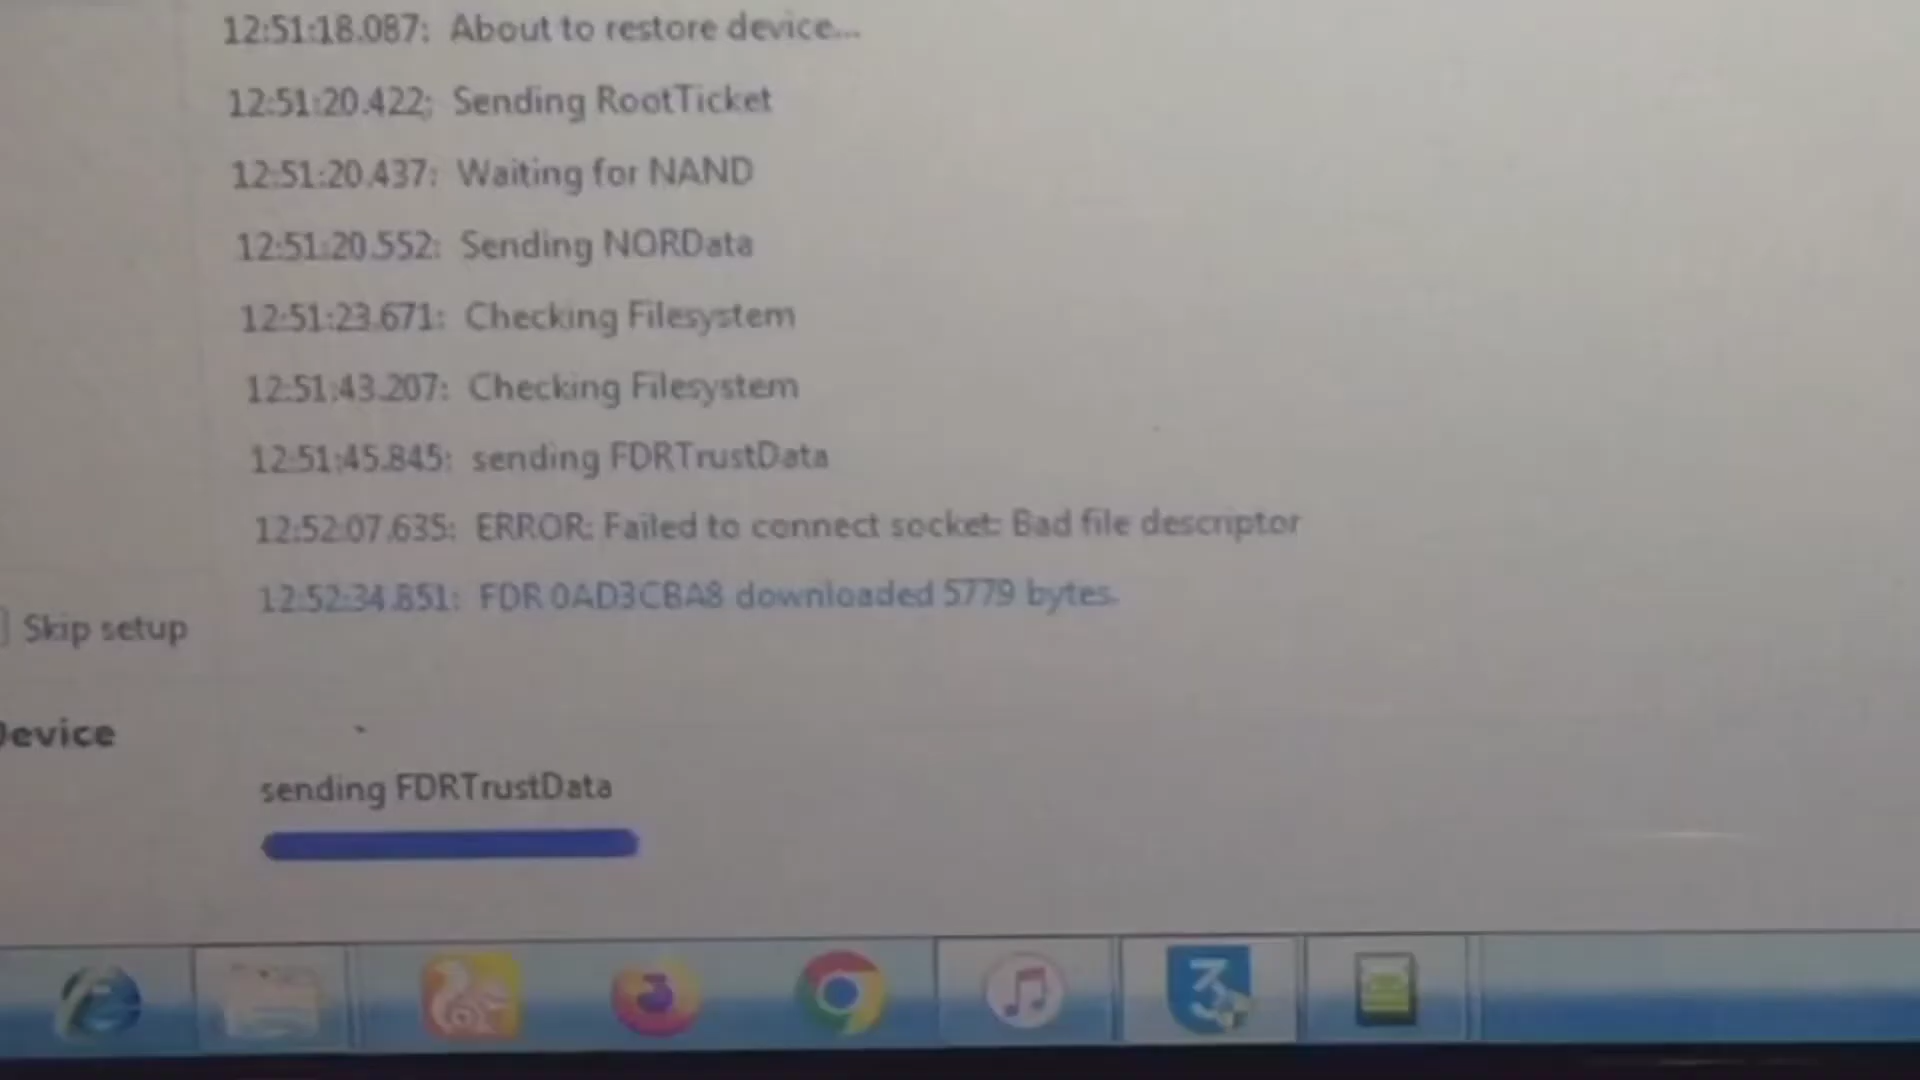 12:51:18.087: About to restore device...
12:51:20.422: Sending RootTicket
12:51:20.437: Waiting for NAND
12:51:20.552: Sending NORData
12:51:23.671: Checking Filesystem
12:51:43.207: Checking Filesystem
12:51:45.845: sending FDRTrustData
12:52:07.635: ERROR: Failed to connect socket: Bad file descriptor
12:52:34.851: FDR 0AD3CBA8 downloaded 5779 bytes.
Skip setup
Device
sending FDRTrustData
3